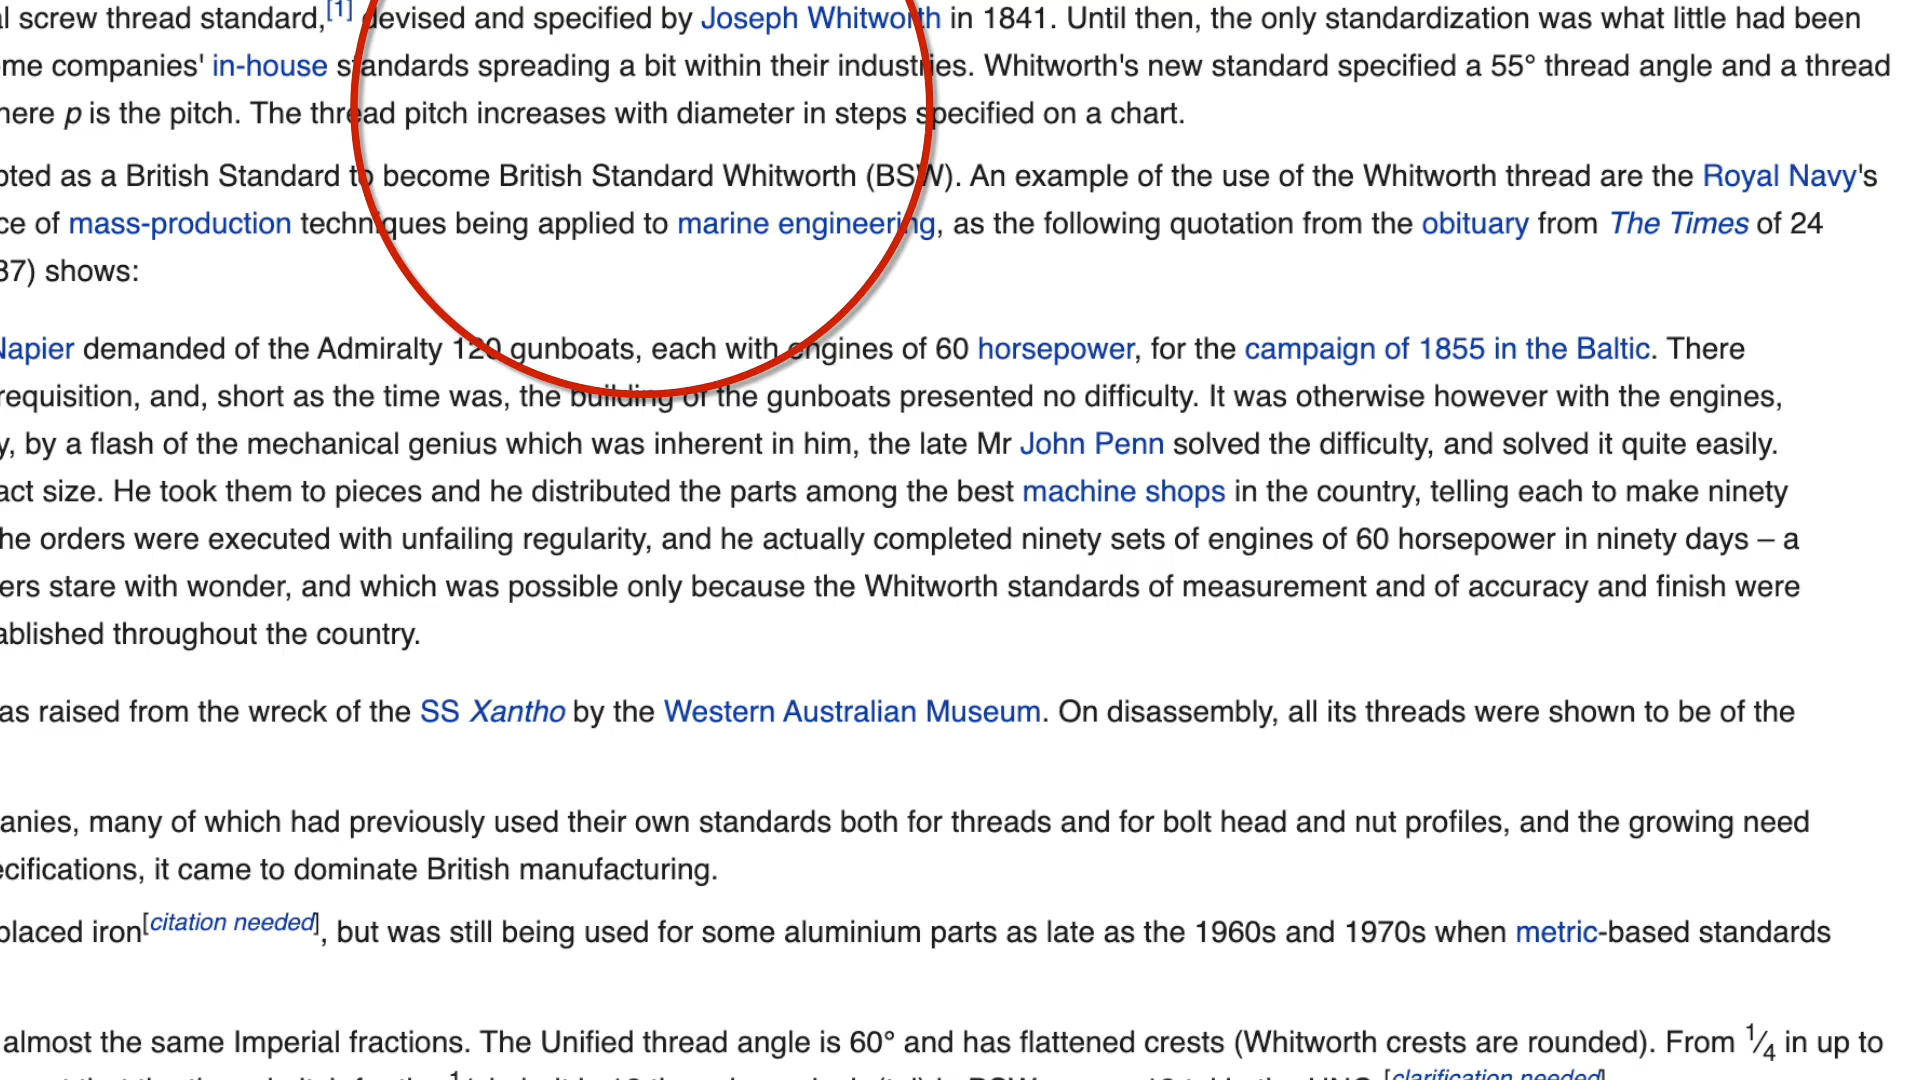 screw thread standard,[1] devised and specified by Joseph Whitworth in 1841. Until then, the only standardization was what little had been
companies' in-house standards spreading a bit within their industries. Whitworth's new standard specified a 55° thread angle and a thread
p is the pitch. The thread pitch increases with diameter in steps specified on a chart.
as a British Standard to become British Standard Whitworth (BSW). An example of the use of the Whitworth thread are the Royal Navy's
of mass-production techniques being applied to marine engineering, as the following quotation from the obituary from The Times of 24
shows:
Napier demanded of the Admiralty 120 gunboats, each with engines of 60 horsepower, for the campaign of 1855 in the Baltic. There
requisition, and, short as the time was, the building of the gunboats presented no difficulty. It was otherwise however with the engines,
by a flash of the mechanical genius which was inherent in him, the late Mr John Penn solved the difficulty, and solved it quite easily.
size. He took them to pieces and he distributed the parts among the best machine shops in the country, telling each to make ninety
he orders were executed with unfailing regularity, and he actually completed ninety sets of engines of 60 horsepower in ninety days – a
ers stare with wonder, and which was possible only because the Whitworth standards of measurement and of accuracy and finish were
ablished throughout the country.
as raised from the wreck of the SS Xantho by the Western Australian Museum. On disassembly, all its threads were shown to be of the
anies, many of which had previously used their own standards both for threads and for bolt head and nut profiles, and the growing need
ecifications, it came to dominate British manufacturing.
placed iron[citation needed], but was still being used for some aluminium parts as late as the 1960s and 1970s when metric-based standards
almost the same Imperial fractions. The Unified thread angle is 60° and has flattened crests (Whitworth crests are rounded). From 1⁄4 in up to
[clarification needed]